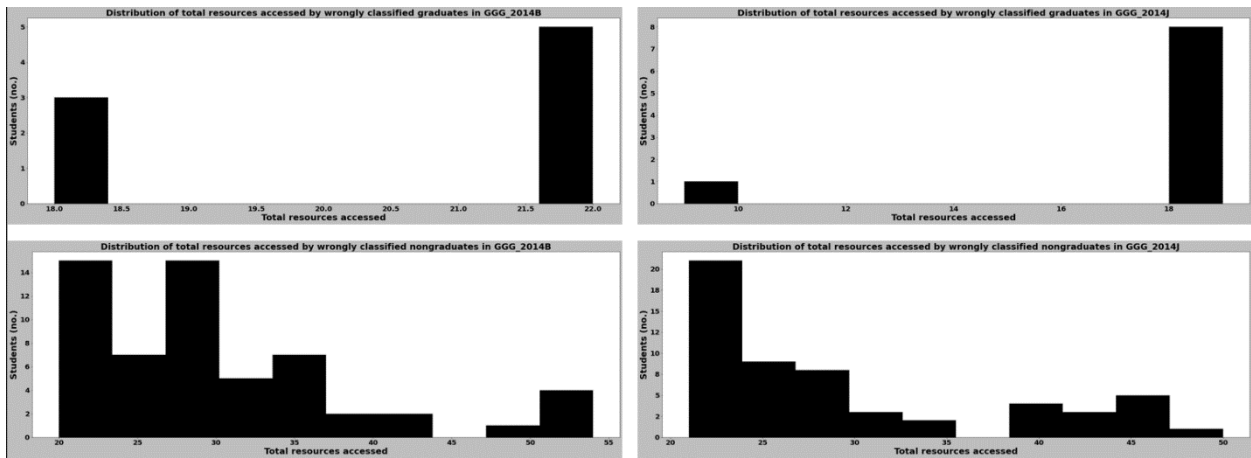 Distribution of total resources accessed by wrongly classified graduates in GGG_2014B
5
4
3
2
1
0
Students (no.)
18.0 18.5 19.0 19.5 20.0 20.5 21.0 21.5 22.0
Total resources accessed
Distribution of total resources accessed by wrongly classified graduates in GGG_2014J
8
7
6
5
4
3
2
1
0
Students (no.)
10 12 14 16 18
Total resources accessed
Distribution of total resources accessed by wrongly classified nongraduates in GGG_2014B
14
12
10
8
6
4
2
0
Students (no.)
20 25 30 35 40 45 50 55
Total resources accessed
Distribution of total resources accessed by wrongly classified nongraduates in GGG_2014J
20
18
15
12
10
8
5
2
0
Students (no.)
20 25 30 35 40 45 50
Total resources accessed